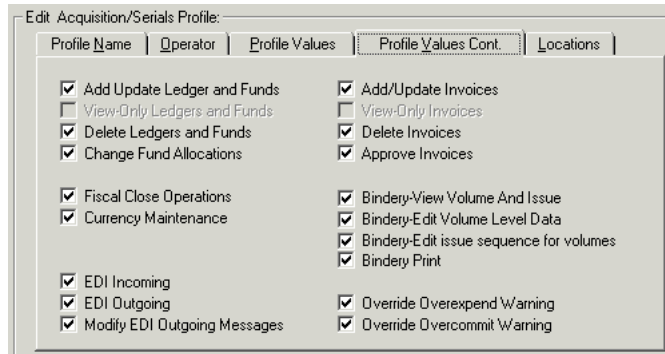 Edit Acquisition/Serials Profile:
Profile Name Operator Profile Values Profile Values Cont. Locations
Add Update Ledger and Funds
View-Only Ledgers and Funds
Delete Ledgers and Funds
Change Fund Allocations
Fiscal Close Operations
Currency Maintenance
EDI Incoming
EDI Outgoing
Modify EDI Outgoing Messages
Add/Update Invoices
View-Only Invoices
Delete Invoices
Approve Invoices
Bindery-View Volume And Issue
Bindery-Edit Volume Level Data
Bindery-Edit issue sequence for volumes
Bindery Print
Override Overexpend Warning
Override Overcommit Warning